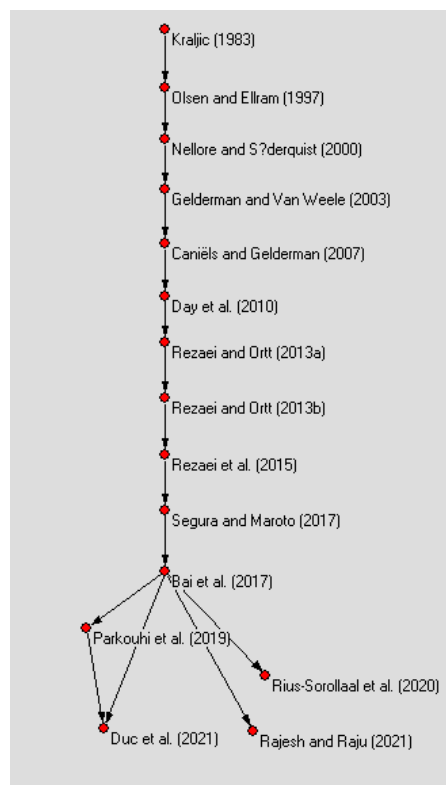 Kraljic (1983)
Olsen and Ellram (1997)
Nellore and S?derquist (2000)
Gelderman and Van Weele (2003)
Caniëls and Gelderman (2007)
Day et al. (2010)
Rezaei and Ortt (2013a)
Rezaei and Ortt (2013b)
Rezaei et al. (2015)
Segura and Maroto (2017)
Bai et al. (2017)
Parkouhi et al. (2019)
Rius-Sorollaal et al. (2020)
Duc et al. (2021)
Rajesh and Raju (2021)